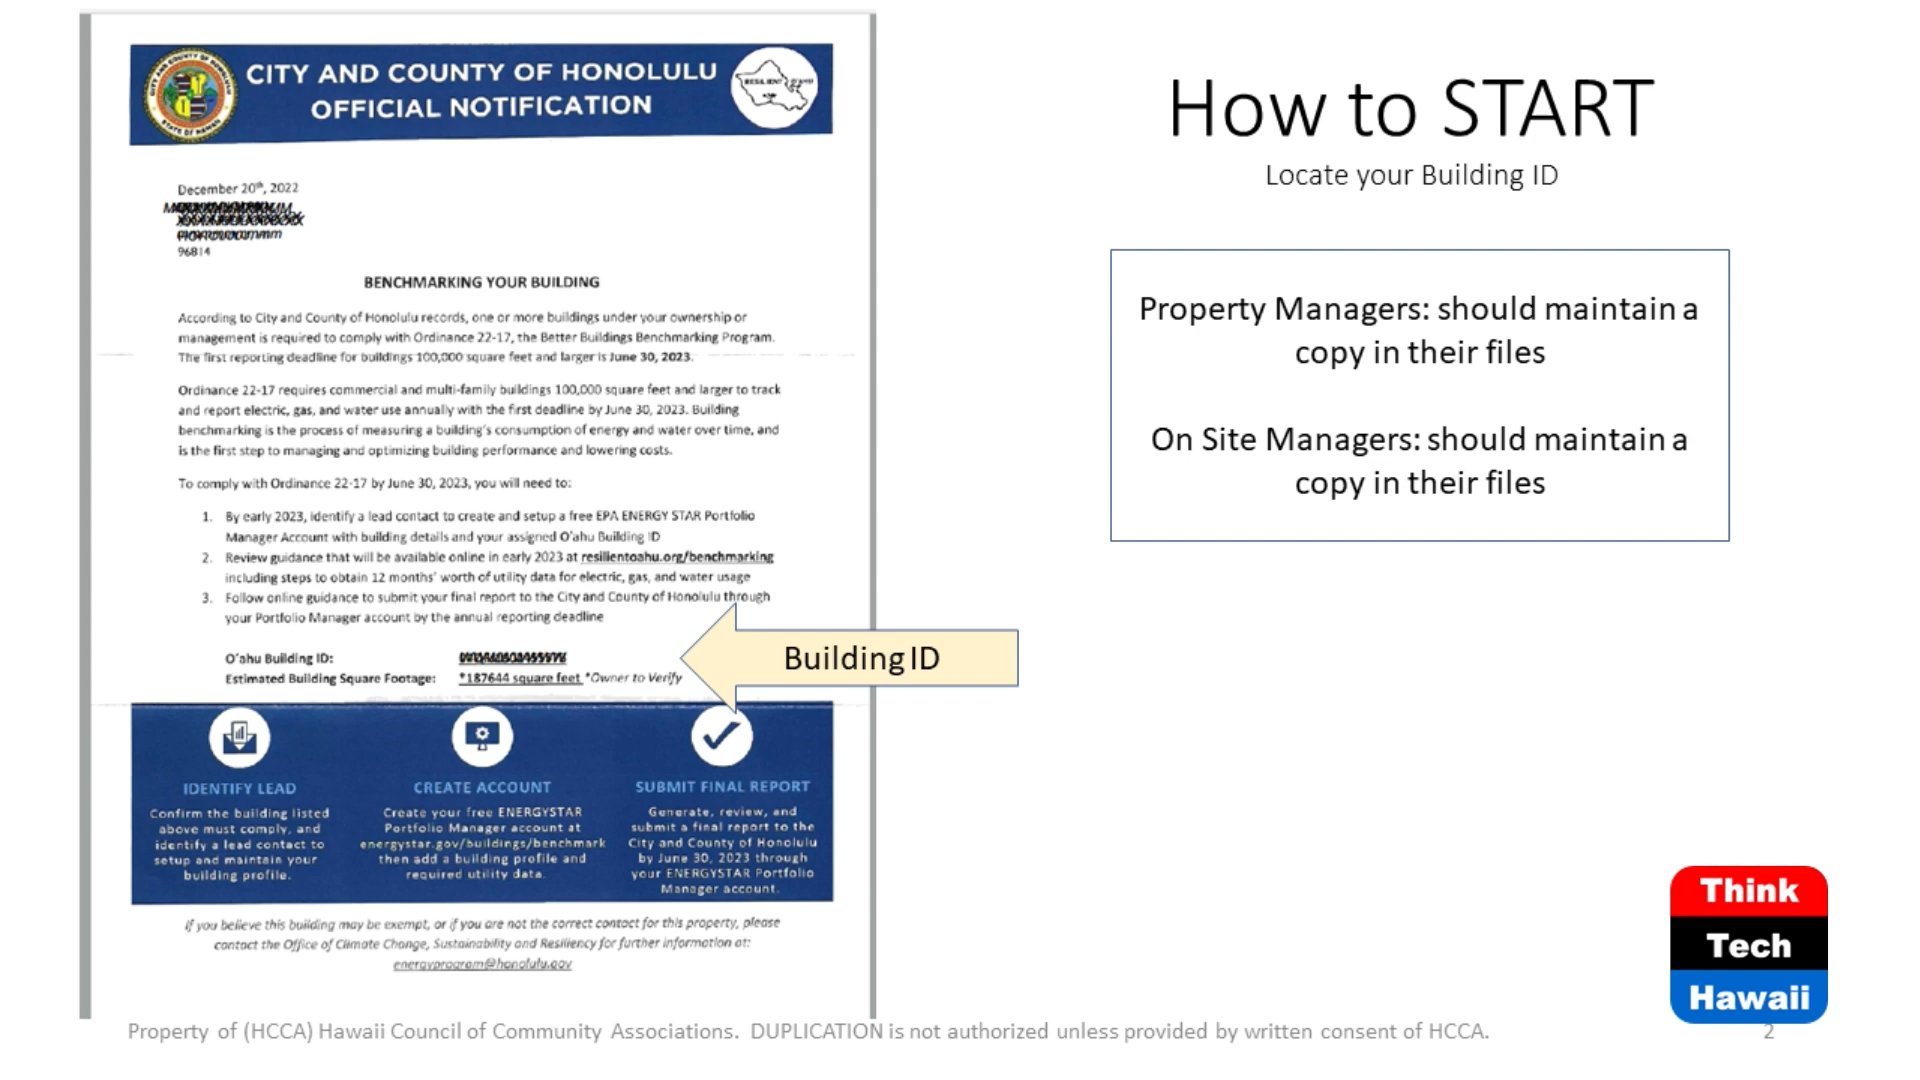 CITY AND COUNTY OF HONOLULU
OFFICIAL NOTIFICATION
CITY AND COUNTY OF HONOLULU
STATE OF HAWAII
RESILIENT O'AHU
December 20th, 2022
96814
BENCHMARKING YOUR BUILDING
According to City and County of Honolulu records, one or more buildings under your ownership or
management is required to comply with Ordinance 22-17, the Better Buildings Benchmarking Program.
The first reporting deadline for buildings 100,000 square feet and larger is June 30, 2023.
Ordinance 22-17 requires commercial and multi-family buildings 100,000 square feet and larger to track
and report electric, gas, and water use annually with the first deadline by June 30, 2023. Building
benchmarking is the process of measuring a building's consumption of energy and water over time, and
is the first step to managing and optimizing building performance and lowering costs.
To comply with Ordinance 22-17 by June 30, 2023, you will need to:
1. By early 2023, identify a lead contact to create and setup a free EPA ENERGY STAR Portfolio
Manager Account with building details and your assigned O'ahu Building ID
2. Review guidance that will be available online in early 2023 at resilientoahu.org/benchmarking
including steps to obtain 12 months' worth of utility data for electric, gas, and water usage
3. Follow online guidance to submit your final report to the City and County of Honolulu through
your Portfolio Manager account by the annual reporting deadline
O'ahu Building ID:
Estimated Building Square Footage: *187644 square feet *Owner to Verify
IDENTIFY LEAD
Confirm the building listed
above must comply, and
identify a lead contact to
setup and maintain your
building profile.
CREATE ACCOUNT
Create your free ENERGYSTAR
Portfolio Manager account at
energystar.gov/buildings/benchmark
then add a building profile and
required utility data.
SUBMIT FINAL REPORT
Generate, review, and
submit a final report to the
City and County of Honolulu
by June 30, 2023 through
your ENERGYSTAR Portfolio
Manager account.
If you believe this building may be exempt, or if you are not the correct contact for this property, please
contact the Office of Climate Change, Sustainability and Resiliency for further information at:
energyprogram@honolulu.gov
Building ID
How to START
Locate your Building ID
Property Managers: should maintain a
copy in their files
On Site Managers: should maintain a
copy in their files
Think
Tech
Hawaii
Property of (HCCA) Hawaii Council of Community Associations. DUPLICATION is not authorized unless provided by written consent of HCCA.
2